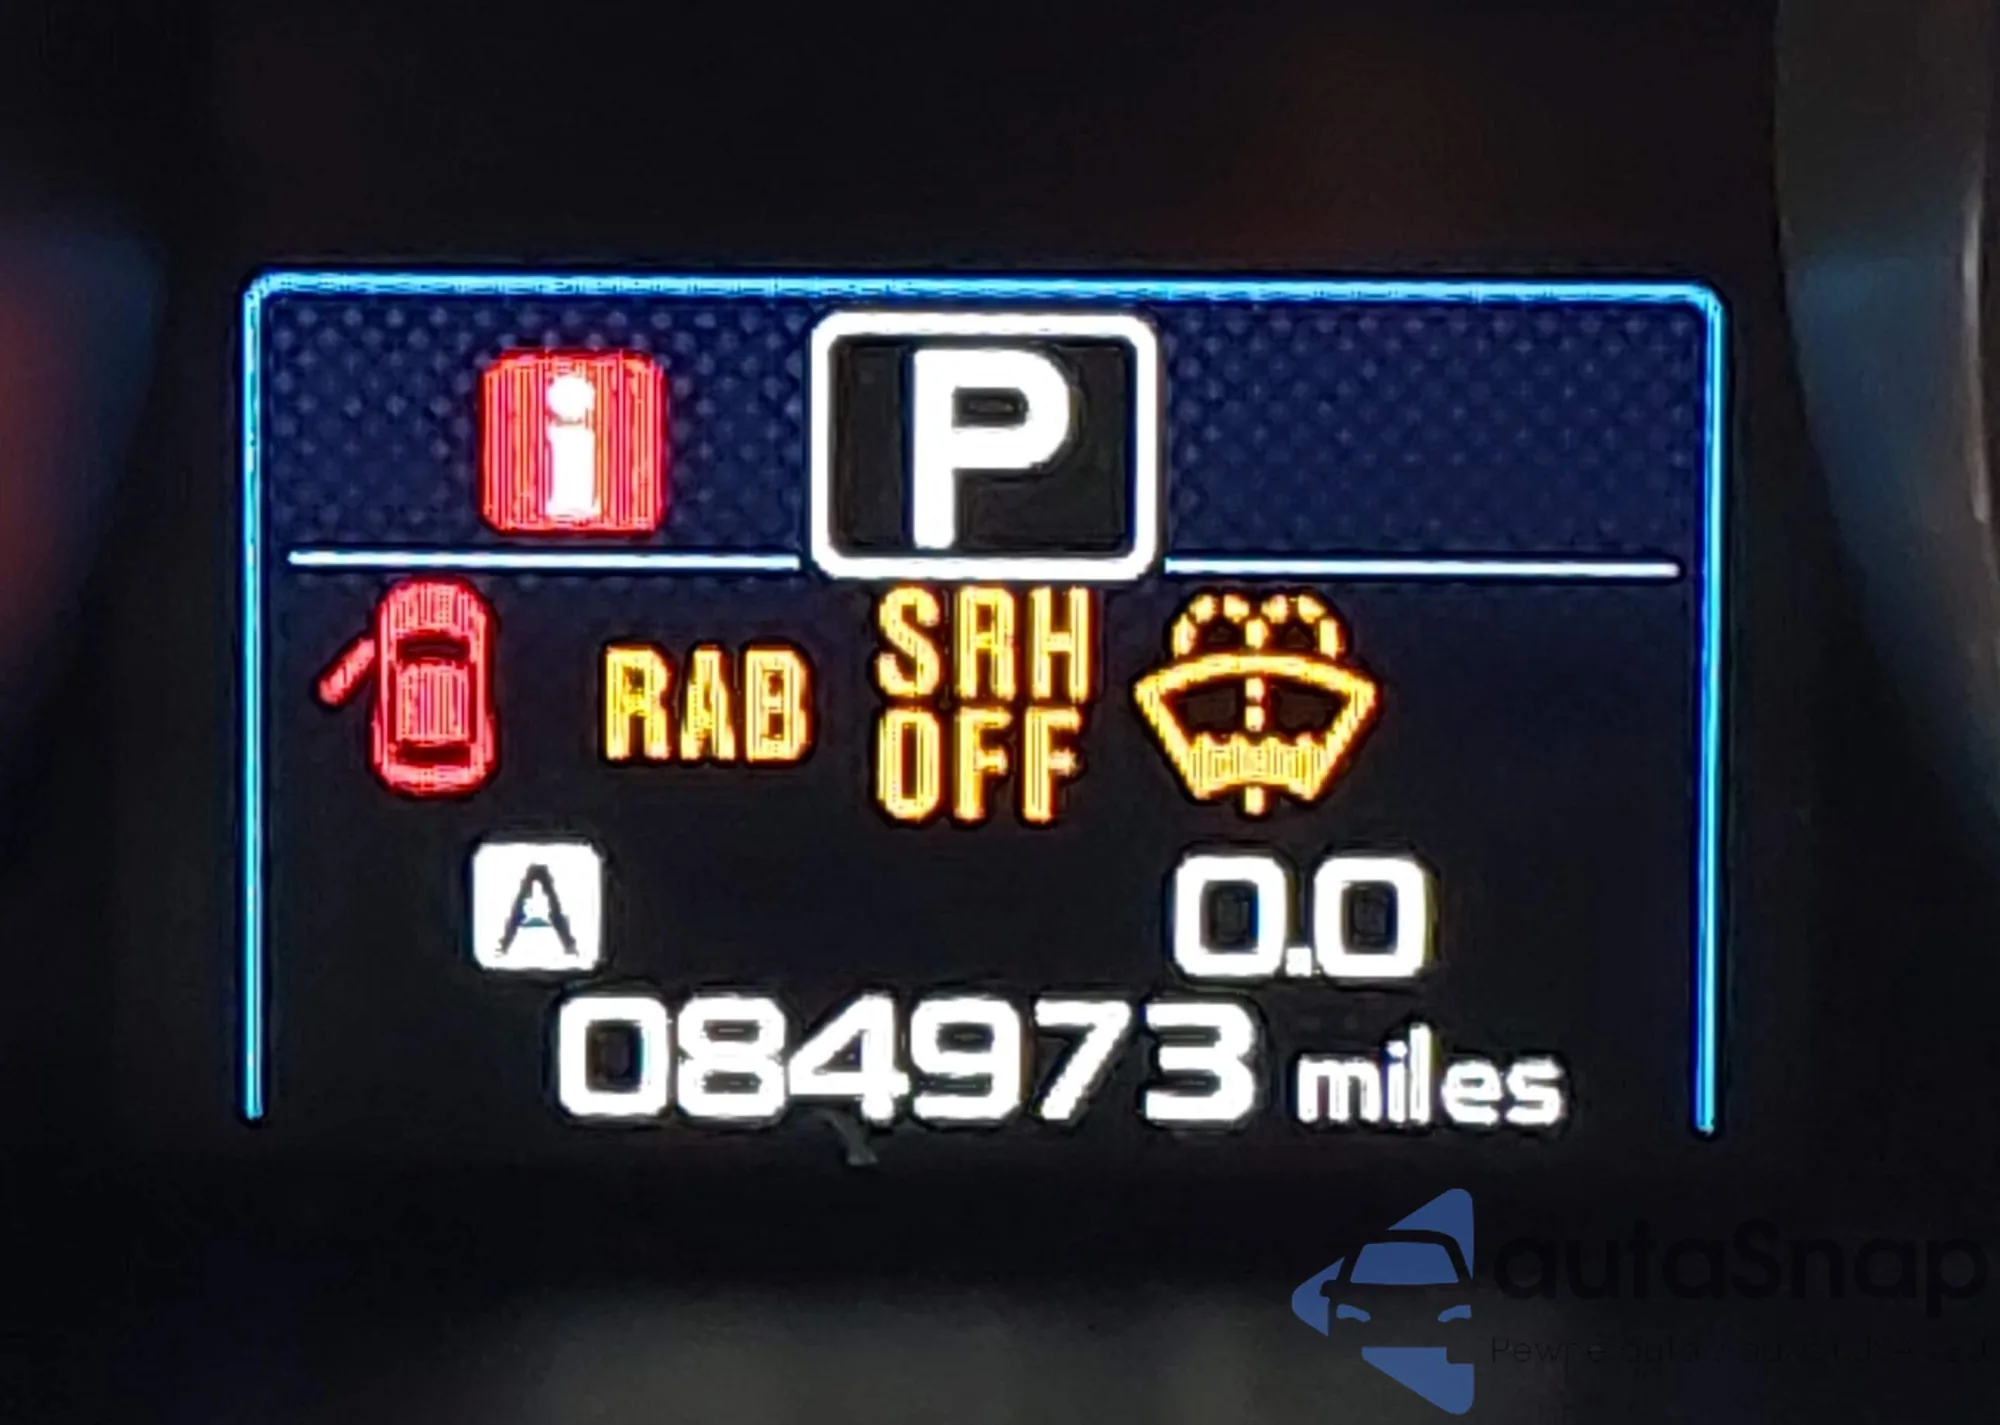 i P
RAB SRH
OFF
A 0.0
084973 miles
autaSnap